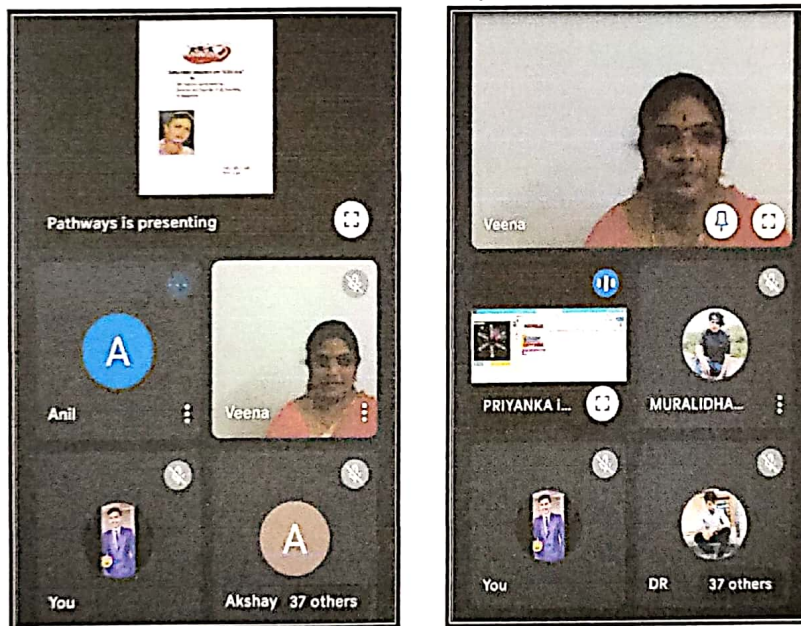 Pathways is presenting
A
Anil
Veena
You
A
Akshay 37 others
Veena
PRIYANKA i...
MURALIDHA...
You
DR 37 others